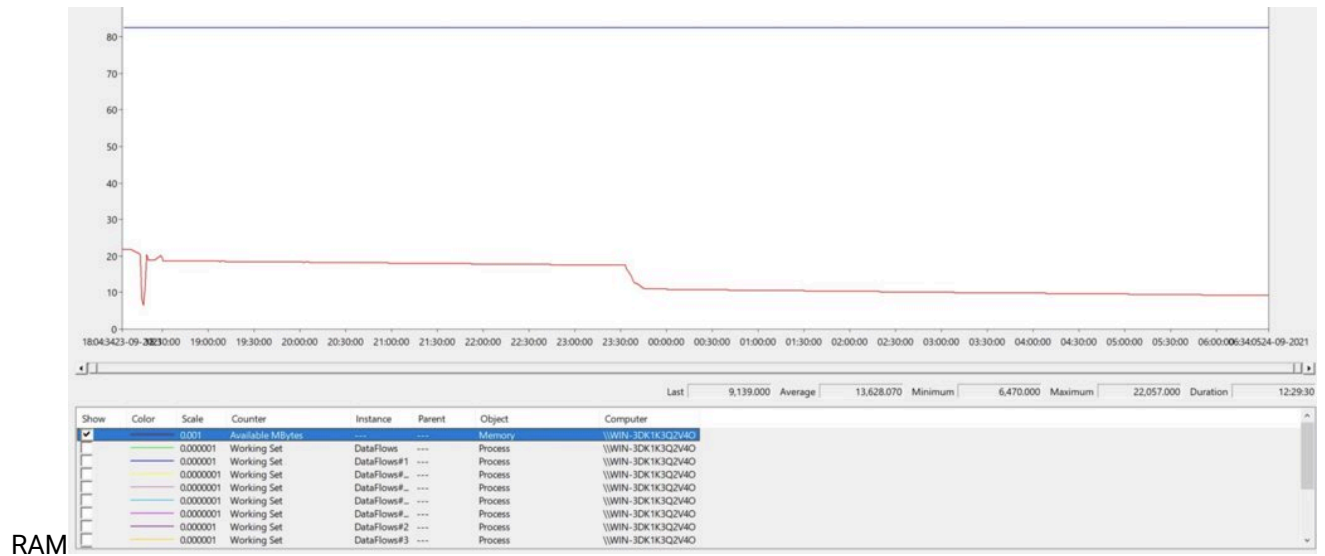 80
70
60
50
40
30
20
10
0
19:00:00 19:30:00 20:00:00 20:30:00 21:00:00 21:30:00 22:00:00 22:30:00 23:00:00 23:30:00 00:00:00 00:30:00 01:00:00 01:30:00 02:00:00 02:30:00 03:00:00 03:30:00 04:00:00 04:30:00 05:00:00 05:30:00
Last 9,139.000 Average 13,628.070 Minimum 6,470.000 Maximum 22,057.000 Duration 12:29:30
Show Color Scale Counter Instance Parent Object Computer
0.001 Available MBytes --- --- Memory \\WIN-3DK1K3Q2V4O
0.000001 Working Set DataFlows --- Process \\WIN-3DK1K3Q2V4O
0.000001 Working Set DataFlows#1 --- Process \\WIN-3DK1K3Q2V4O
0.0000001 Working Set DataFlows#... --- Process \\WIN-3DK1K3Q2V4O
0.0000001 Working Set DataFlows#... --- Process \\WIN-3DK1K3Q2V4O
0.0000001 Working Set DataFlows#... --- Process \\WIN-3DK1K3Q2V4O
0.0000001 Working Set DataFlows#... --- Process \\WIN-3DK1K3Q2V4O
0.000001 Working Set DataFlows#2 --- Process \\WIN-3DK1K3Q2V4O
0.000001 Working Set DataFlows#3 --- Process \\WIN-3DK1K3Q2V4O
RAM